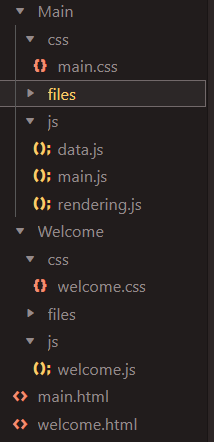 Main
css
main.css
files
js
data.js
main.js
rendering.js
Welcome
css
welcome.css
files
js
welcome.js
main.html
welcome.html